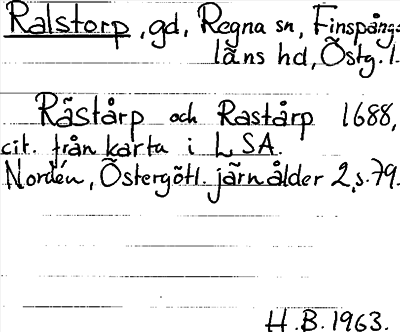 Ralstorp, gd, Regna sn, Finspånga
läns hd, Östg. l.
Råstårp och Rastårp 1688,
cit. från karta i LSA.
Nordén, Östergötl. järnålder 2, s. 79.
H.B. 1963.